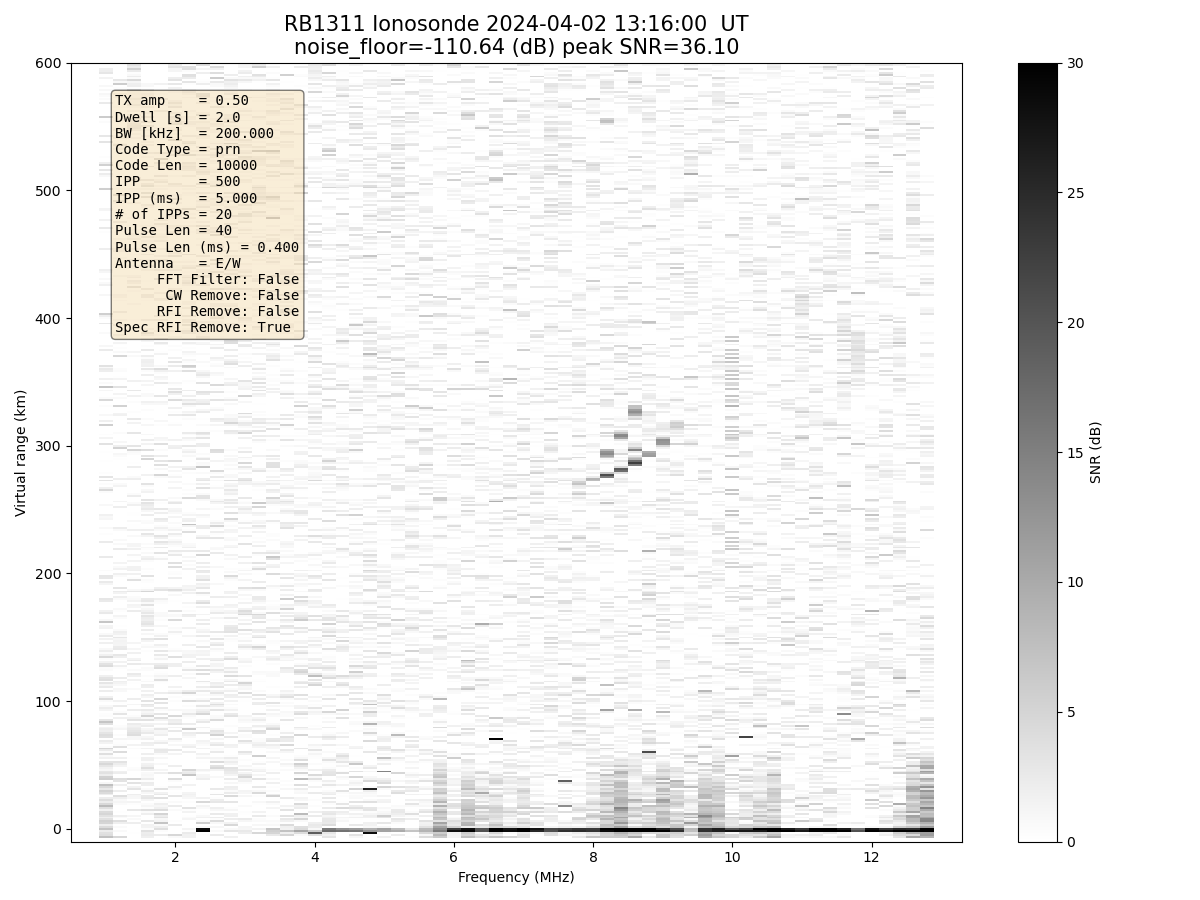 RB1311 Ionosonde 2024-04-02 13:16:00  UT
noise_floor=-110.64 (dB) peak SNR=36.10
TX amp    = 0.50
Dwell [s] = 2.0
BW [kHz]  = 200.000
Code Type = prn
Code Len  = 10000
IPP       = 500
IPP (ms)  = 5.000
# of IPPs = 20
Pulse Len = 40
Pulse Len (ms) = 0.400
Antenna   = E/W
FFT Filter: False
CW Remove: False
RFI Remove: False
Spec RFI Remove: True
600
500
400
300
200
100
0
Virtual range (km)
2 4 6 8 10 12
Frequency (MHz)
30
25
20
15
10
5
0
SNR (dB)